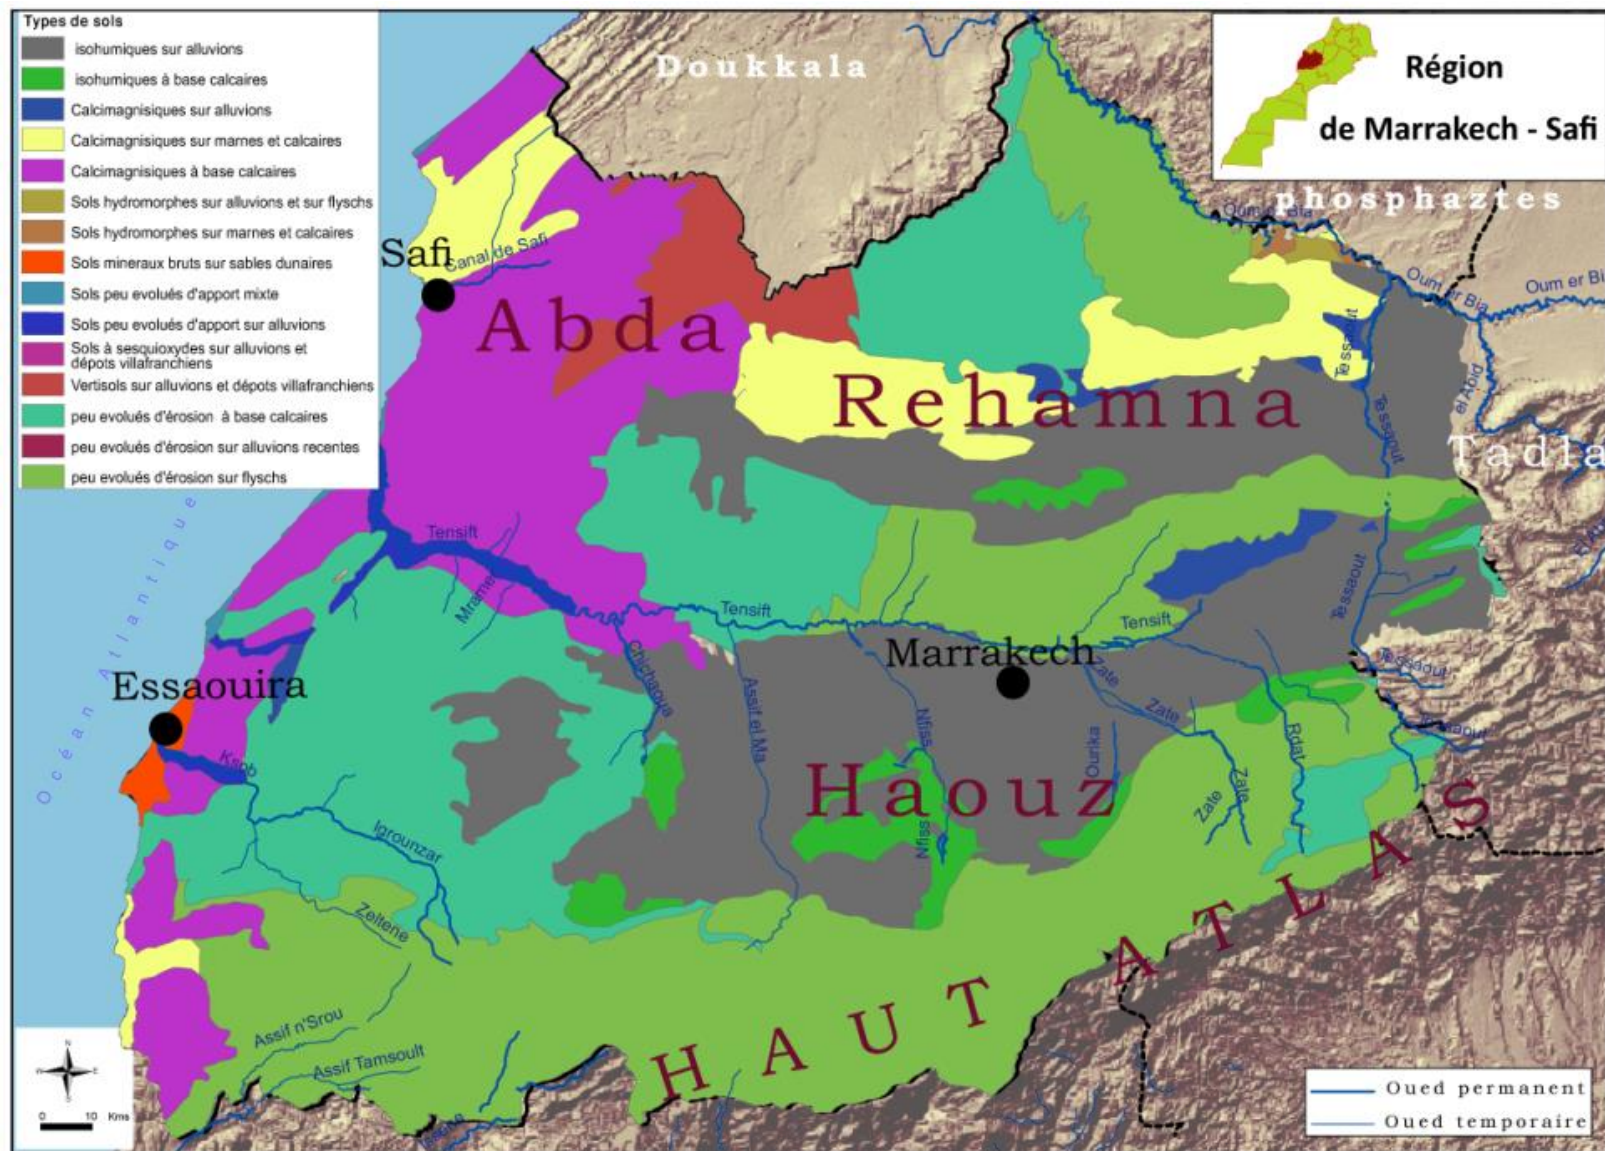 Types de sols
isohumiques sur alluvions
isohumiques à base calcaires
Calcimagnisiques sur alluvions
Calcimagnisiques sur marnes et calcaires
Calcimagnisiques à base calcaires
Sols hydromorphes sur alluvions et sur flyschs
Sols hydromorphes sur marnes et calcaires
Sols mineraux bruts sur sables dunaires
Sols peu evolués d'apport mixte
Sols peu evolués d'apport sur alluvions
Sols à sesquioxydes sur alluvions et
dépots villafranchiens
Vertisols sur alluvions et dépots villafranchiens
peu evolués d'érosion à base calcaires
peu evolués d'érosion sur alluvions recentes
peu evolués d'érosion sur flyschs
Doukkala
Région
de Marrakech - Safi
phosphaztes
Oum er Bia
Safi
Canal de Safi
Abda
Oum er Bia
Oum er Bi
Tessaout
el Abid
Rehamna
Tessaout
Tadla
Océan Atlantique
Tensift
Mramer
Tensift
Tensift
Tessaout
Marrakech
Essaouira
Chichaoua
Assif el Ma
Zate
Tessaout
Nfiss
Zate
Tessaout
Ourika
Rdat
Ksob
Haouz
Zate
Zate
Nfiss
Igrounzar
Zeltene
HAUT ATLAS
Assif n'Srou
Assif Tamsoult
N
W
E
S
0 10 Kms
Oued permanent
Oued temporaire